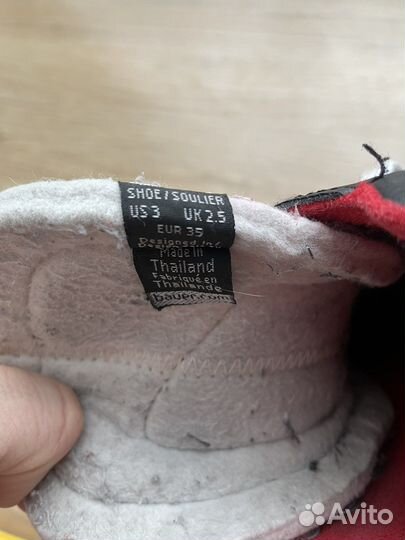 SHOE/SOULIER
US 3 UK 2.5
EUR 35
Designed, Inc
Made in
Thailand
Fabriqué en
Thaïlande
bauer.com
Avito